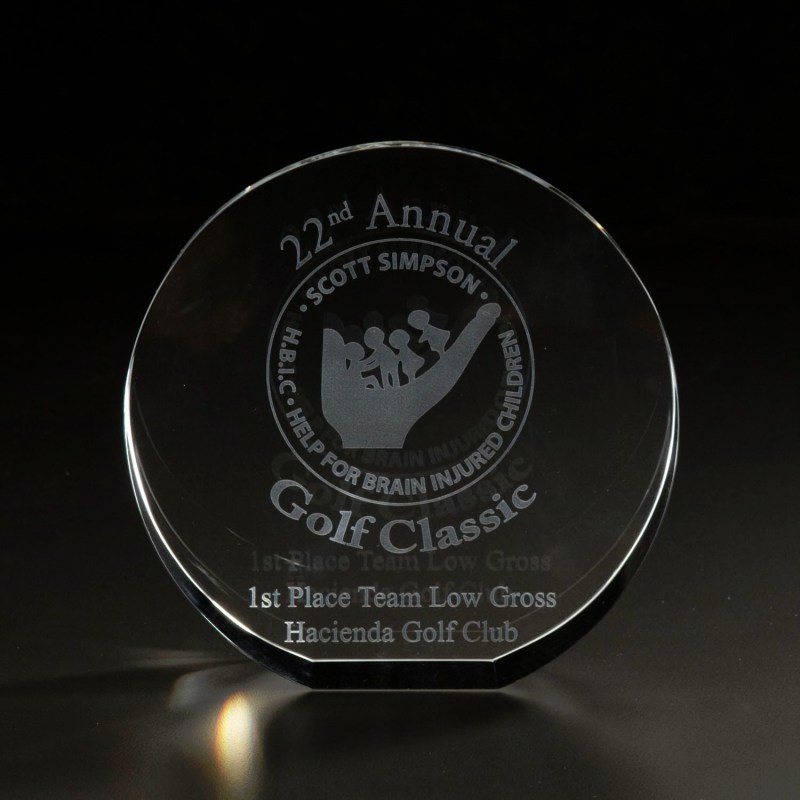 22nd Annual
• SCOTT SIMPSON •
H.B.I.C • HELP FOR BRAIN INJURED CHILDREN
Golf Classic
1st Place Team Low Gross
Hacienda Golf Club